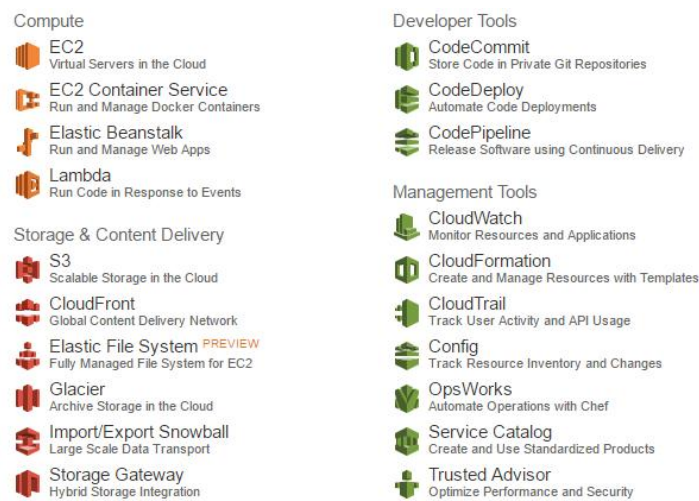 Compute
EC2
Virtual Servers in the Cloud
EC2 Container Service
Run and Manage Docker Containers
Elastic Beanstalk
Run and Manage Web Apps
Lambda
Run Code in Response to Events
Storage & Content Delivery
S3
Scalable Storage in the Cloud
CloudFront
Global Content Delivery Network
Elastic File System PREVIEW
Fully Managed File System for EC2
Glacier
Archive Storage in the Cloud
Import/Export Snowball
Large Scale Data Transport
Storage Gateway
Hybrid Storage Integration
Developer Tools
CodeCommit
Store Code in Private Git Repositories
CodeDeploy
Automate Code Deployments
CodePipeline
Release Software using Continuous Delivery
Management Tools
CloudWatch
Monitor Resources and Applications
CloudFormation
Create and Manage Resources with Templates
CloudTrail
Track User Activity and API Usage
Config
Track Resource Inventory and Changes
OpsWorks
Automate Operations with Chef
Service Catalog
Create and Use Standardized Products
Trusted Advisor
Optimize Performance and Security